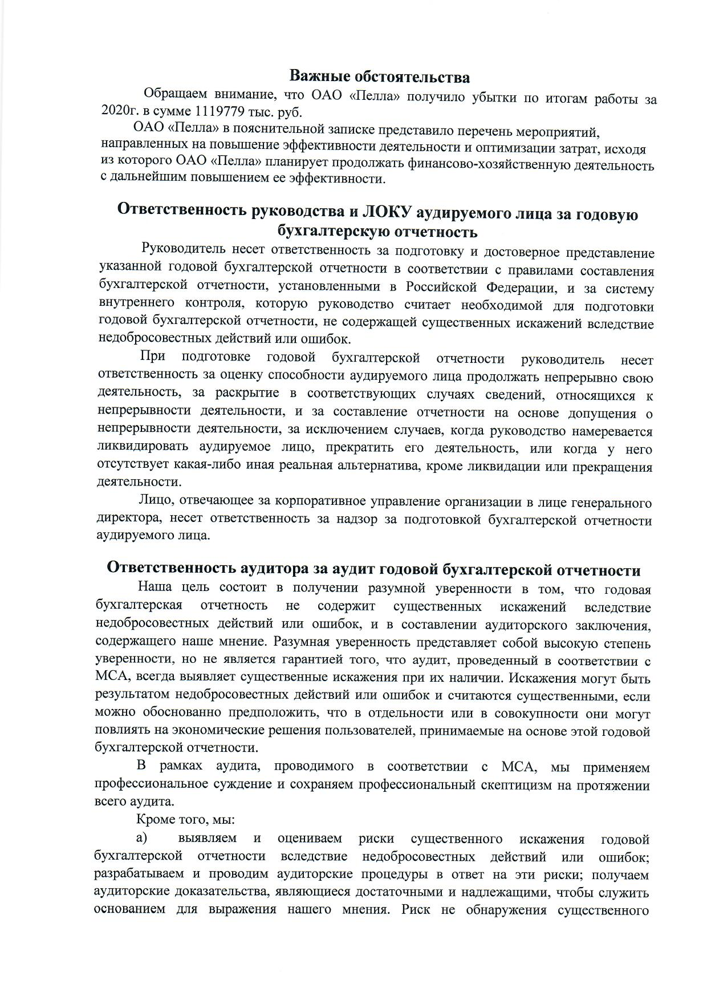 Важные обстоятельства
Обращаем внимание, что ОАО «Пелла» получило убытки по итогам работы за
2020г. в сумме 1119779 тыс. руб.
ОАО «Пелла» в пояснительной записке представило перечень мероприятий,
направленных на повышение эффективности деятельности и оптимизации затрат, исходя
из которого ОАО «Пелла» планирует продолжать финансово-хозяйственную деятельность
с дальнейшим повышением ее эффективности.
Ответственность руководства и ЛОКУ аудируемого лица за годовую
бухгалтерскую отчетность
Руководитель несет ответственность за подготовку и достоверное представление
указанной годовой бухгалтерской отчетности в соответствии с правилами составления
бухгалтерской отчетности, установленными в Российской Федерации, и за систему
внутреннего контроля, которую руководство считает необходимой для подготовки
годовой бухгалтерской отчетности, не содержащей существенных искажений вследствие
недобросовестных действий или ошибок.
При подготовке годовой бухгалтерской отчетности руководитель несет
ответственность за оценку способности аудируемого лица продолжать непрерывно свою
деятельность, за раскрытие в соответствующих случаях сведений, относящихся к
непрерывности деятельности, и за составление отчетности на основе допущения о
непрерывности деятельности, за исключением случаев, когда руководство намеревается
ликвидировать аудируемое лицо, прекратить его деятельность, или когда у него
отсутствует какая-либо иная реальная альтернатива, кроме ликвидации или прекращения
деятельности.
Лицо, отвечающее за корпоративное управление организации в лице генерального
директора, несет ответственность за надзор за подготовкой бухгалтерской отчетности
аудируемого лица.
Ответственность аудитора за аудит годовой бухгалтерской отчетности
Наша цель состоит в получении разумной уверенности в том, что годовая
бухгалтерская отчетность не содержит существенных искажений вследствие
недобросовестных действий или ошибок, и в составлении аудиторского заключения,
содержащего наше мнение. Разумная уверенность представляет собой высокую степень
уверенности, но не является гарантией того, что аудит, проведенный в соответствии с
МСА, всегда выявляет существенные искажения при их наличии. Искажения могут быть
результатом недобросовестных действий или ошибок и считаются существенными, если
можно обоснованно предположить, что в отдельности или в совокупности они могут
повлиять на экономические решения пользователей, принимаемые на основе этой годовой
бухгалтерской отчетности.
В рамках аудита, проводимого в соответствии с МСА, мы применяем
профессиональное суждение и сохраняем профессиональный скептицизм на протяжении
всего аудита.
Кроме того, мы:
а) выявляем и оцениваем риски существенного искажения годовой
бухгалтерской отчетности вследствие недобросовестных действий или ошибок;
разрабатываем и проводим аудиторские процедуры в ответ на эти риски; получаем
аудиторские доказательства, являющиеся достаточными и надлежащими, чтобы служить
основанием для выражения нашего мнения. Риск не обнаружения существенного